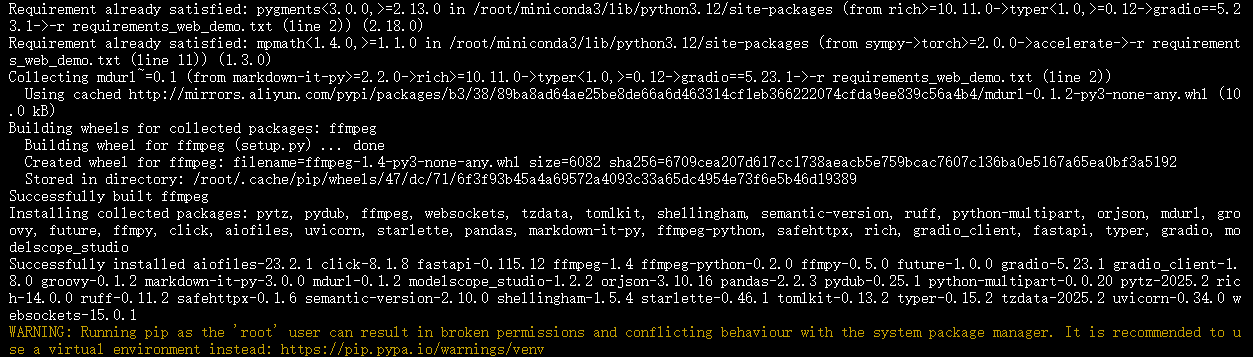 Requirement already satisfied: pygments<3.0.0,>=2.13.0 in /root/miniconda3/lib/python3.12/site-packages (from rich>=10.11.0->typer<1.0,>=0.12->gradio==5.2
3.1->-r requirements_web_demo.txt (line 2)) (2.18.0)
Requirement already satisfied: mpmath<1.4.0,>=1.1.0 in /root/miniconda3/lib/python3.12/site-packages (from sympy->torch>=2.0.0->accelerate->-r requirement
s_web_demo.txt (line 11)) (1.3.0)
Collecting mdurl~=0.1 (from markdown-it-py>=2.2.0->rich>=10.11.0->typer<1.0,>=0.12->gradio==5.23.1->-r requirements_web_demo.txt (line 2))
  Using cached http://mirrors.aliyun.com/pypi/packages/b3/38/89ba8ad64ae25be8de66a6d463314cf1eb366222074cfda9ee839c56a4b4/mdurl-0.1.2-py3-none-any.whl (10
.0 kB)
Building wheels for collected packages: ffmpeg
  Building wheel for ffmpeg (setup.py) ... done
  Created wheel for ffmpeg: filename=ffmpeg-1.4-py3-none-any.whl size=6082 sha256=6709cea207d617cc1738aeacb5e759bcac7607c136ba0e5167a65ea0bf3a5192
  Stored in directory: /root/.cache/pip/wheels/47/dc/71/6f3f93b45a4a69572a4093c33a65dc4954e73f6e5b46d19389
Successfully built ffmpeg
Installing collected packages: pytz, pydub, ffmpeg, websockets, tzdata, tomlkit, shellingham, semantic-version, ruff, python-multipart, orjson, mdurl, gro
ovy, future, ffmpy, click, aiofiles, uvicorn, starlette, pandas, markdown-it-py, ffmpeg-python, safehttpx, rich, gradio_client, fastapi, typer, gradio, mo
delscope_studio
Successfully installed aiofiles-23.2.1 click-8.1.8 fastapi-0.115.12 ffmpeg-1.4 ffmpeg-python-0.2.0 ffmpy-0.5.0 future-1.0.0 gradio-5.23.1 gradio_client-1.
8.0 groovy-0.1.2 markdown-it-py-3.0.0 mdurl-0.1.2 modelscope_studio-1.2.2 orjson-3.10.16 pandas-2.2.3 pydub-0.25.1 python-multipart-0.0.20 pytz-2025.2 ric
h-14.0.0 ruff-0.11.2 safehttpx-0.1.6 semantic-version-2.10.0 shellingham-1.5.4 starlette-0.46.1 tomlkit-0.13.2 typer-0.15.2 tzdata-2025.2 uvicorn-0.34.0 w
ebsockets-15.0.1
WARNING: Running pip as the 'root' user can result in broken permissions and conflicting behaviour with the system package manager. It is recommended to u
se a virtual environment instead: https://pip.pypa.io/warnings/venv